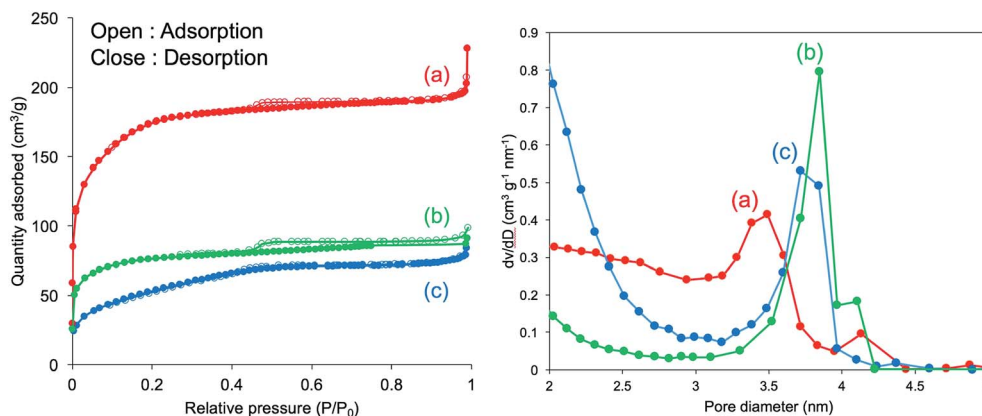 Open : Adsorption
Close : Desorption
(a)
(b)
(c)
Quantity adsorbed (cm³/g)
250
200
150
100
50
0
0 0.2 0.4 0.6 0.8 1
Relative pressure (P/P₀)
(b)
(c)
(a)
dv/dD (cm³ g⁻¹ nm⁻¹)
0.9
0.8
0.7
0.6
0.5
0.4
0.3
0.2
0.1
0
2 2.5 3 3.5 4 4.5
Pore diameter (nm)